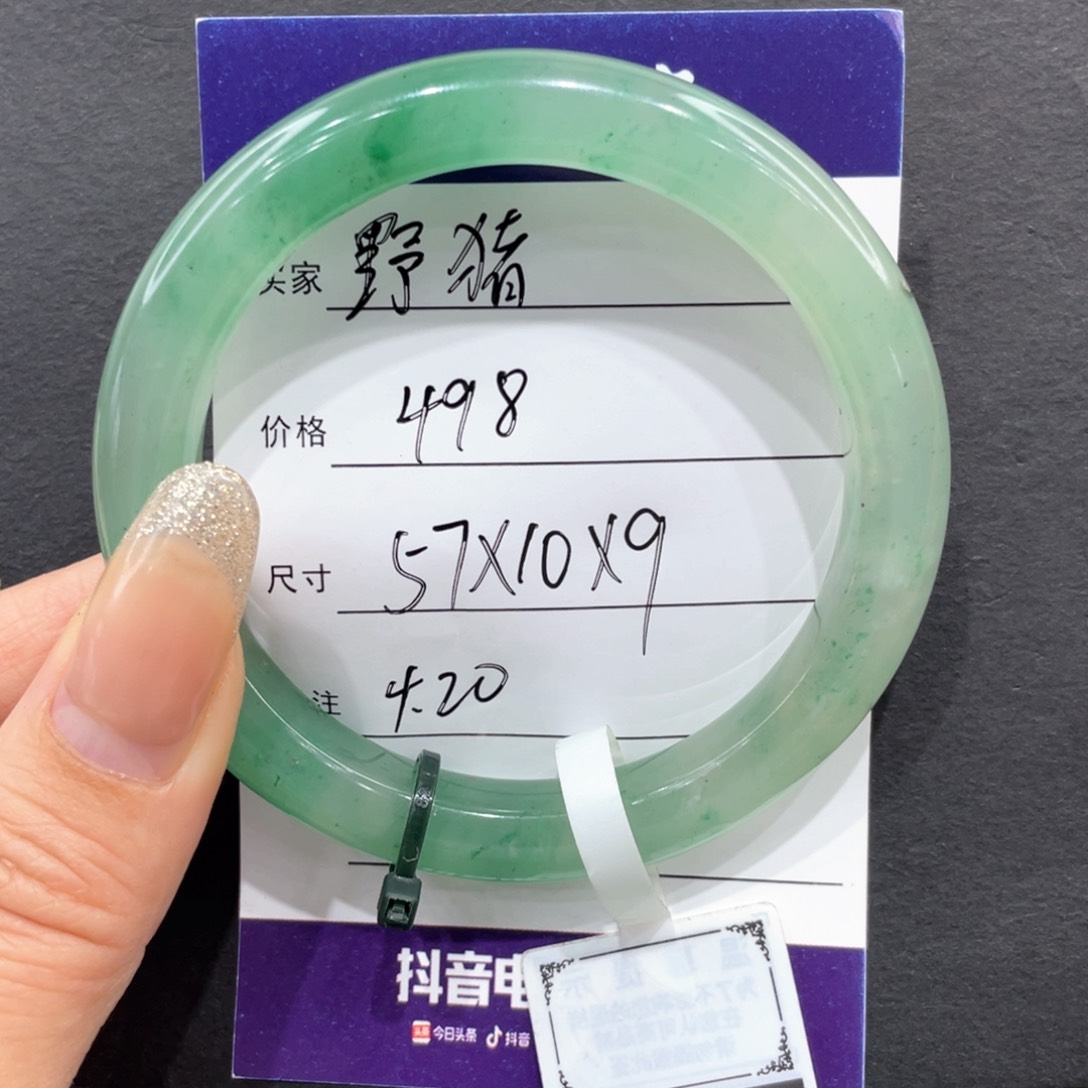 买家 野猪
价格 498
尺寸 57X10X9
注 4.20
抖音电
今日头条 抖音